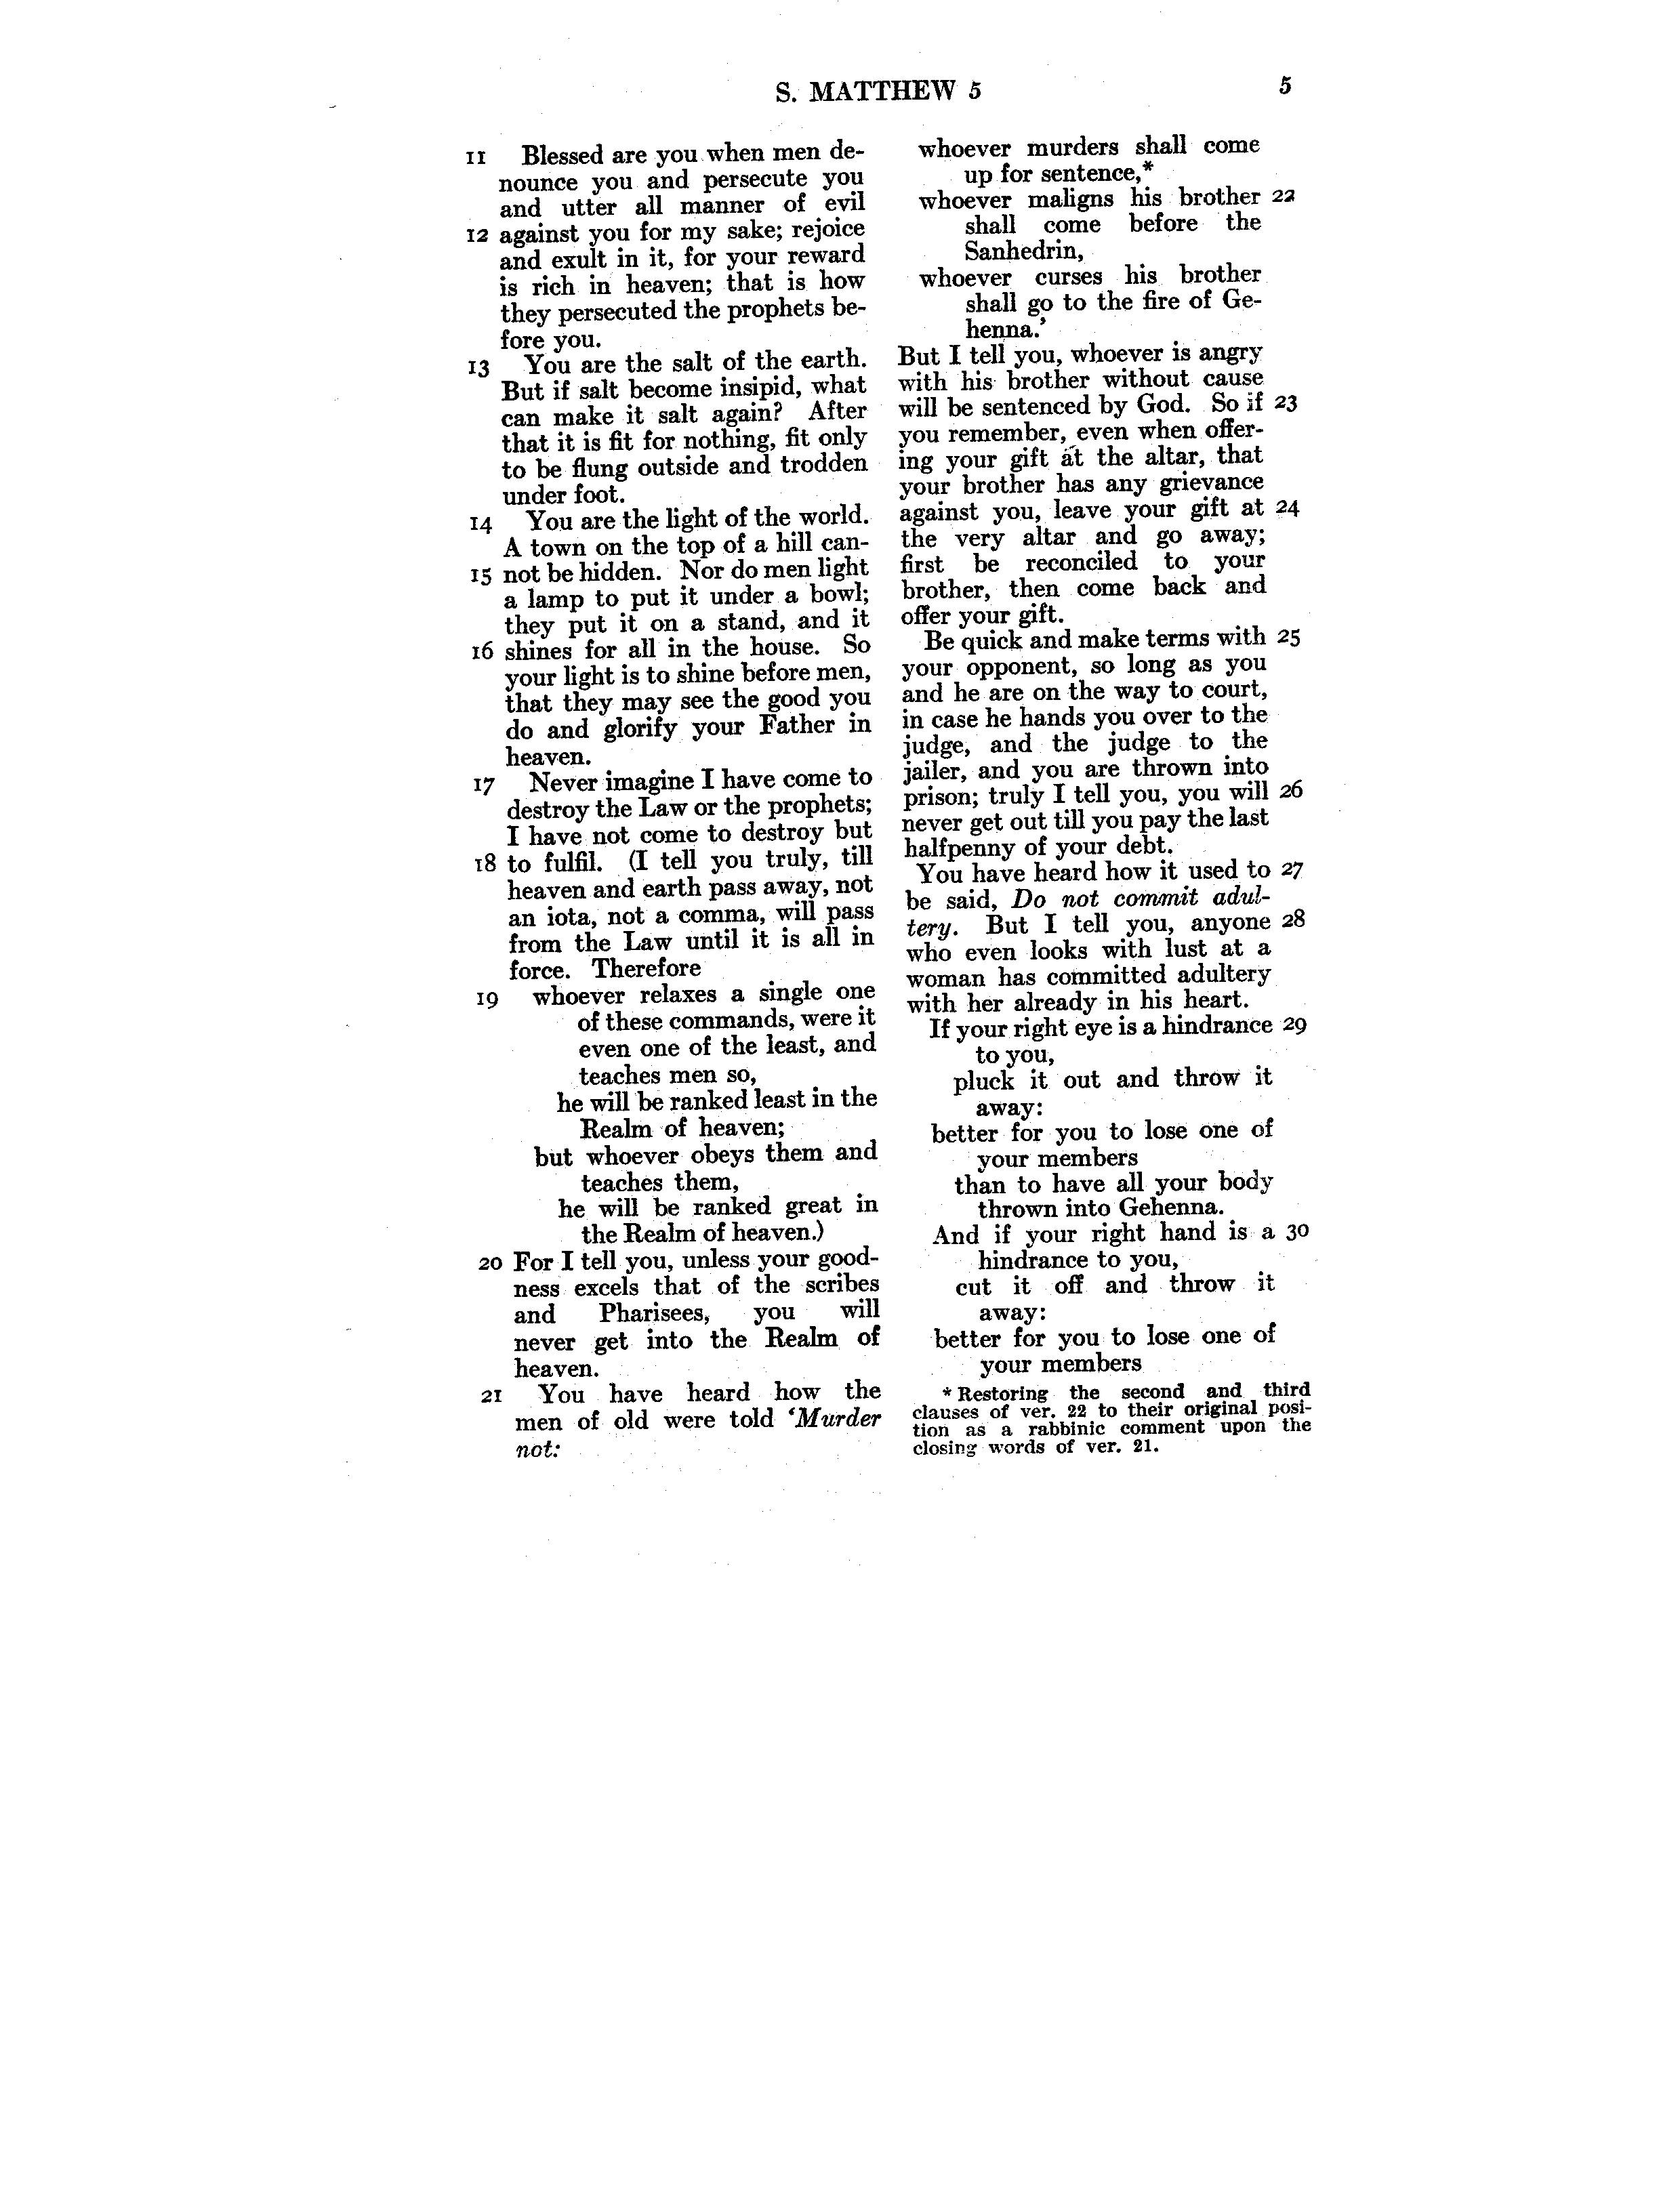 S. MATTHEW 5 5
11 Blessed are you when men de-
nounce you and persecute you
and utter all manner of evil
12 against you for my sake; rejoice
and exult in it, for your reward
is rich in heaven; that is how
they persecuted the prophets be-
fore you.
13 You are the salt of the earth.
But if salt become insipid, what
can make it salt again? After
that it is fit for nothing, fit only
to be flung outside and trodden
under foot.
14 You are the light of the world.
A town on the top of a hill can-
15 not be hidden. Nor do men light
a lamp to put it under a bowl;
they put it on a stand, and it
16 shines for all in the house. So
your light is to shine before men,
that they may see the good you
do and glorify your Father in
heaven.
17 Never imagine I have come to
destroy the Law or the prophets;
I have not come to destroy but
18 to fulfil. (I tell you truly, till
heaven and earth pass away, not
an iota, not a comma, will pass
from the Law until it is all in
force. Therefore
19 whoever relaxes a single one
of these commands, were it
even one of the least, and
teaches men so,
he will be ranked least in the
Realm of heaven;
but whoever obeys them and
teaches them,
he will be ranked great in
the Realm of heaven.)
20 For I tell you, unless your good-
ness excels that of the scribes
and Pharisees, you will
never get into the Realm of
heaven.
21 You have heard how the
men of old were told ‘Murder
not:
whoever murders shall come
up for sentence,*
whoever maligns his brother 22
shall come before the
Sanhedrin,
whoever curses his brother
shall go to the fire of Ge-
henna.’
But I tell you, whoever is angry
with his brother without cause
will be sentenced by God. So if 23
you remember, even when offer-
ing your gift at the altar, that
your brother has any grievance
against you, leave your gift at 24
the very altar and go away;
first be reconciled to your
brother, then come back and
offer your gift.
Be quick and make terms with 25
your opponent, so long as you
and he are on the way to court,
in case he hands you over to the
judge, and the judge to the
jailer, and you are thrown into
prison; truly I tell you, you will 26
never get out till you pay the last
halfpenny of your debt.
You have heard how it used to 27
be said, Do not commit adul-
tery. But I tell you, anyone 28
who even looks with lust at a
woman has committed adultery
with her already in his heart.
If your right eye is a hindrance 29
to you,
pluck it out and throw it
away:
better for you to lose one of
your members
than to have all your body
thrown into Gehenna.
And if your right hand is a 30
hindrance to you,
cut it off and throw it
away:
better for you to lose one of
your members
* Restoring the second and third
clauses of ver. 22 to their original posi-
tion as a rabbinic comment upon the
closing words of ver. 21.